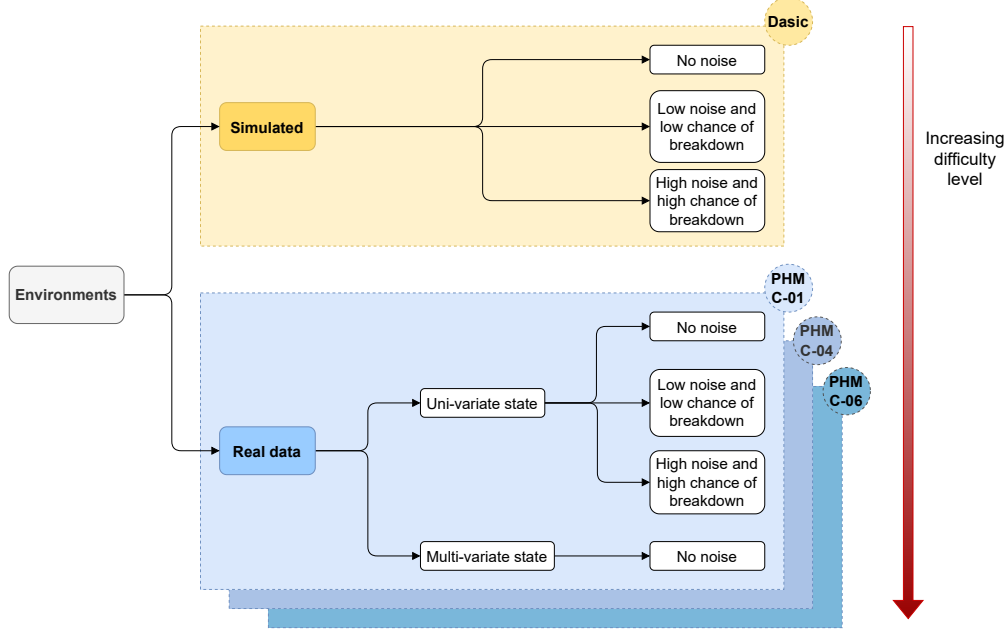 Dasic
No noise
Low noise and
low chance of
breakdown
Simulated
High noise and
high chance of
breakdown
Increasing
difficulty
level
Environments
PHM
C-01
No noise
PHM
C-04
PHM
C-06
Uni-variate state
Low noise and
low chance of
breakdown
Real data
High noise and
high chance of
breakdown
Multi-variate state
No noise